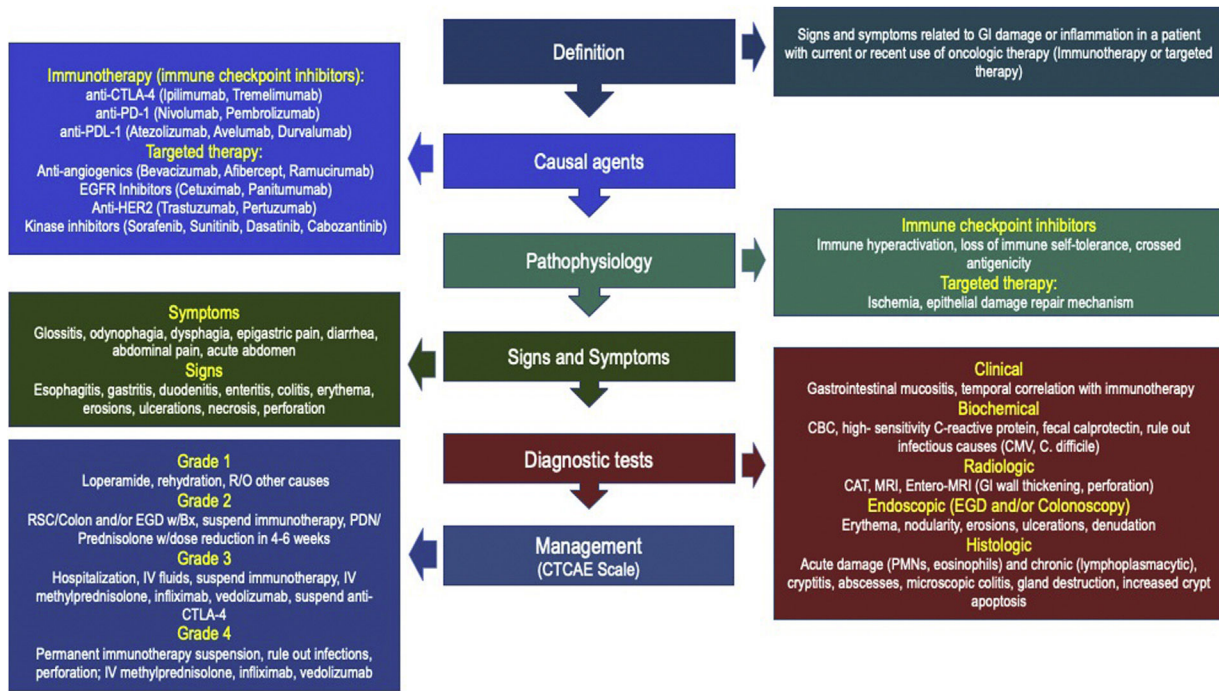 Definition
Signs and symptoms related to GI damage or inflammation in a patient
with current or recent use of oncologic therapy (Immunotherapy or targeted
therapy)
Causal agents
Immunotherapy (immune checkpoint inhibitors):
anti-CTLA-4 (Ipilimumab, Tremelimumab)
anti-PD-1 (Nivolumab, Pembrolizumab)
anti-PDL-1 (Atezolizumab, Avelumab, Durvalumab)
Targeted therapy:
Anti-angiogenics (Bevacizumab, Afibercept, Ramucirumab)
EGFR Inhibitors (Cetuximab, Panitumumab)
Anti-HER2 (Trastuzumab, Pertuzumab)
Kinase inhibitors (Sorafenib, Sunitinib, Dasatinib, Cabozantinib)
Pathophysiology
Immune checkpoint inhibitors
Immune hyperactivation, loss of immune self-tolerance, crossed
antigenicity
Targeted therapy:
Ischemia, epithelial damage repair mechanism
Signs and Symptoms
Symptoms
Glossitis, odynophagia, dysphagia, epigastric pain, diarrhea,
abdominal pain, acute abdomen
Signs
Esophagitis, gastritis, duodenitis, enteritis, colitis, erythema,
erosions, ulcerations, necrosis, perforation
Diagnostic tests
Clinical
Gastrointestinal mucositis, temporal correlation with immunotherapy
Biochemical
CBC, high- sensitivity C-reactive protein, fecal calprotectin, rule out
infectious causes (CMV, C. difficile)
Radiologic
CAT, MRI, Entero-MRI (GI wall thickening, perforation)
Endoscopic (EGD and/or Colonoscopy)
Erythema, nodularity, erosions, ulcerations, denudation
Histologic
Acute damage (PMNs, eosinophils) and chronic (lymphoplasmacytic),
cryptitis, abscesses, microscopic colitis, gland destruction, increased crypt
apoptosis
Management
(CTCAE Scale)
Grade 1
Loperamide, rehydration, R/O other causes
Grade 2
RSC/Colon and/or EGD w/Bx, suspend immunotherapy, PDN/
Prednisolone w/dose reduction in 4-6 weeks
Grade 3
Hospitalization, IV fluids, suspend immunotherapy, IV
methylprednisolone, infliximab, vedolizumab, suspend anti-
CTLA-4
Grade 4
Permanent immunotherapy suspension, rule out infections,
perforation; IV methylprednisolone, infliximab, vedolizumab